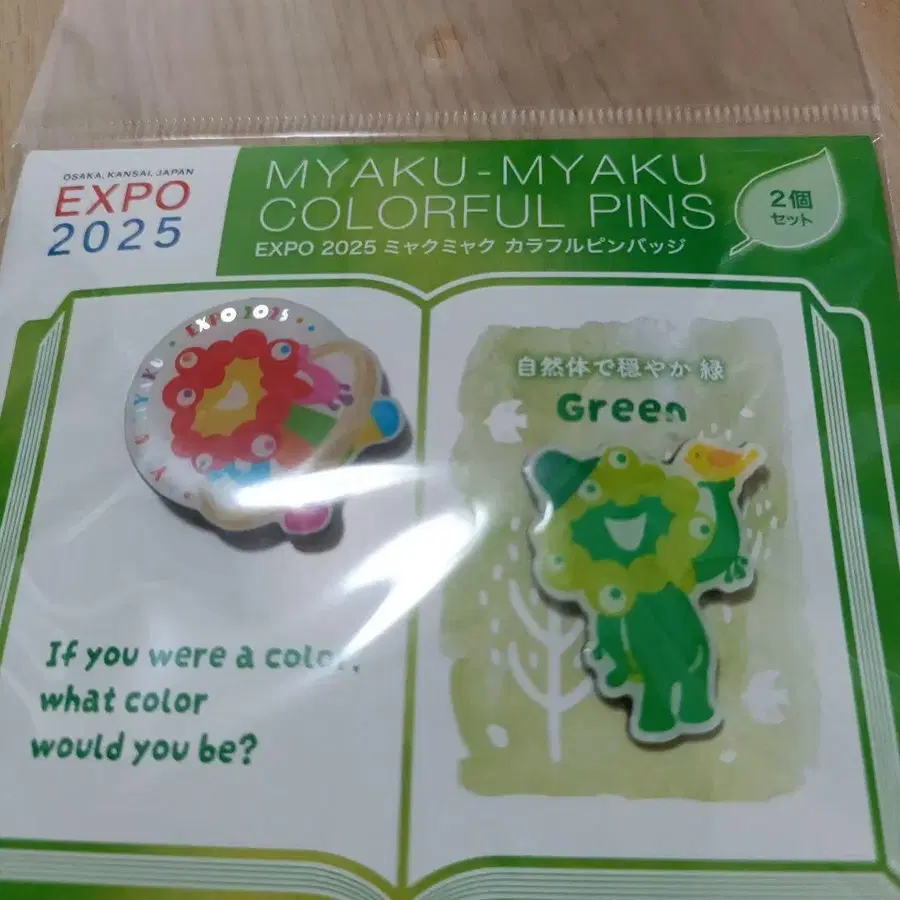 OSAKA, KANSAI, JAPAN
EXPO
2025
MYAKU-MYAKU
COLORFUL PINS
EXPO 2025 ミャクミャク カラフルピンバッジ
2個
セット
EXPO 2025
自然体で穏やか 緑
Green
If you were a color,
what color
would you be?